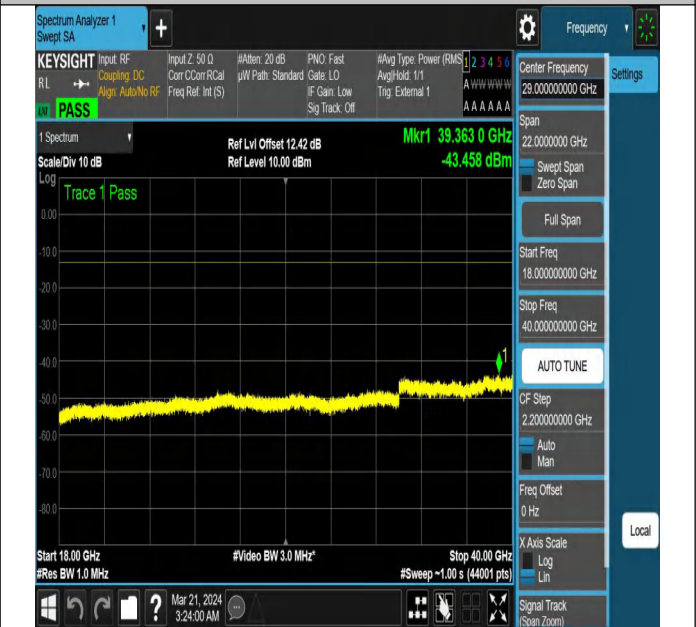 Spectrum Analyzer 1
Swept SA
+
Frequency
KEYSIGHT
RL
PASS
Input: RF
Coupling: DC
Align: Auto/No RF
Input Z: 50 Ω
Corr CCorr RCal
Freq Ref: Int (S)
#Atten: 20 dB
µW Path: Standard
PNO: Fast
Gate: LO
IF Gain: Low
Sig Track: Off
#Avg Type: Power (RMS
Avg|Hold: 1/1
Trig: External 1
1 2 3 4 5 6
A W W W W W
A A A A A A
1 Spectrum
Scale/Div 10 dB
Log
Ref Lvl Offset 12.42 dB
Ref Level 10.00 dBm
Mkr1 39.363 0 GHz
-43.458 dBm
Trace 1 Pass
0.00
-10.0
-20.0
-30.0
-40.0
-50.0
-60.0
-70.0
-80.0
1
Start 18.00 GHz
#Res BW 1.0 MHz
#Video BW 3.0 MHz*
Stop 40.00 GHz
#Sweep ~1.00 s (44001 pts)
?
Mar 21, 2024
3:24:00 AM
Center Frequency
29.000000000 GHz
Settings
Span
22.0000000 GHz
Swept Span
Zero Span
Full Span
Start Freq
18.000000000 GHz
Stop Freq
40.000000000 GHz
AUTO TUNE
CF Step
2.200000000 GHz
Auto
Man
Freq Offset
0 Hz
X Axis Scale
Log
Lin
Local
Signal Track
(Span Zoom)